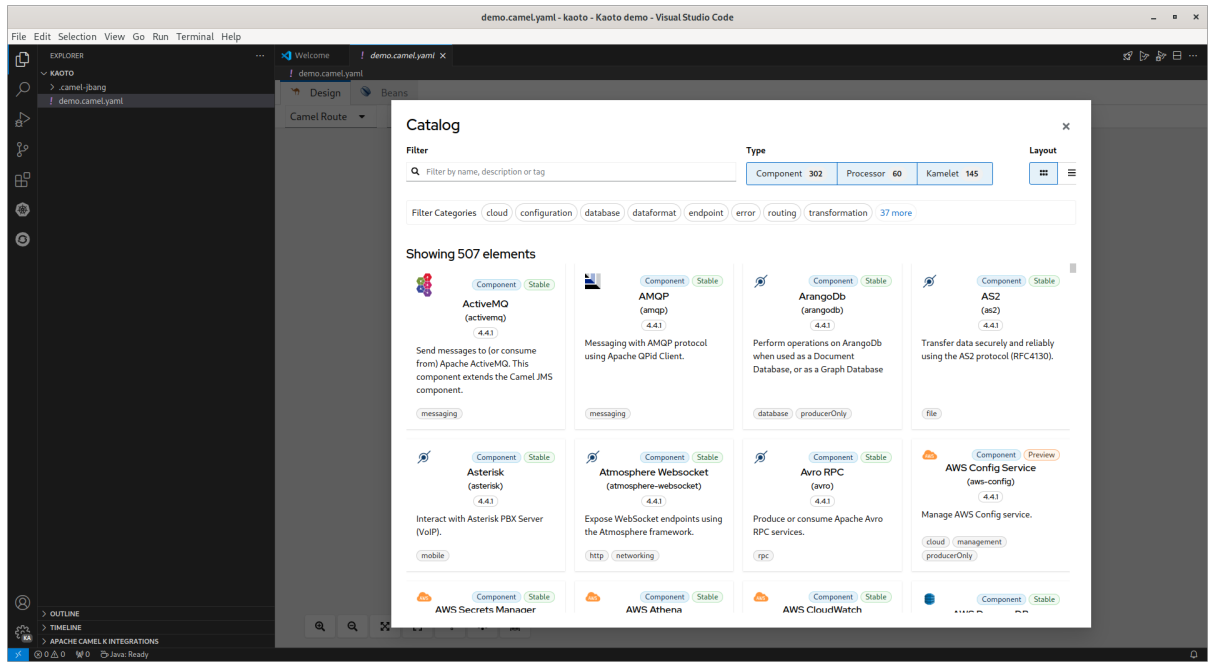 demo.camel.yaml - kaoto - Kaoto demo - Visual Studio Code
File Edit Selection View Go Run Terminal Help
EXPLORER
Welcome
! demo.camel.yaml
KAOTO
! demo.camel.yaml
.camel-jbang
Design
Beans
! demo.camel.yaml
Camel Route
Catalog
Filter
Type
Layout
Filter by name, description or tag
Component 302
Processor 60
Kamelet 145
Filter Categories cloud configuration database dataformat endpoint error routing transformation 37 more
Showing 507 elements
Component Stable
ActiveMQ
(activemq)
4.4.1
Send messages to (or consume
from) Apache ActiveMQ. This
component extends the Camel JMS
component.
messaging
Component Stable
AMQP
(amqp)
4.4.1
Messaging with AMQP protocol
using Apache QPid Client.
messaging
Component Stable
ArangoDb
(arangodb)
4.4.1
Perform operations on ArangoDb
when used as a Document
Database, or as a Graph Database
database producerOnly
Component Stable
AS2
(as2)
4.4.1
Transfer data securely and reliably
using the AS2 protocol (RFC4130).
file
Component Stable
Asterisk
(asterisk)
4.4.1
Interact with Asterisk PBX Server
(VoIP).
mobile
Component Stable
Atmosphere Websocket
(atmosphere-websocket)
4.4.1
Expose WebSocket endpoints using
the Atmosphere framework.
http networking
Component Stable
Avro RPC
(avro)
4.4.1
Produce or consume Apache Avro
RPC services.
rpc
Component Preview
AWS Config Service
(aws-config)
4.4.1
Manage AWS Config service.
cloud management
producerOnly
Component Stable
AWS Secrets Manager
Component Stable
AWS Athena
Component Stable
AWS CloudWatch
Component Stable
OUTLINE
TIMELINE
APACHE CAMEL K INTEGRATIONS
KA
0 0 0 Java: Ready